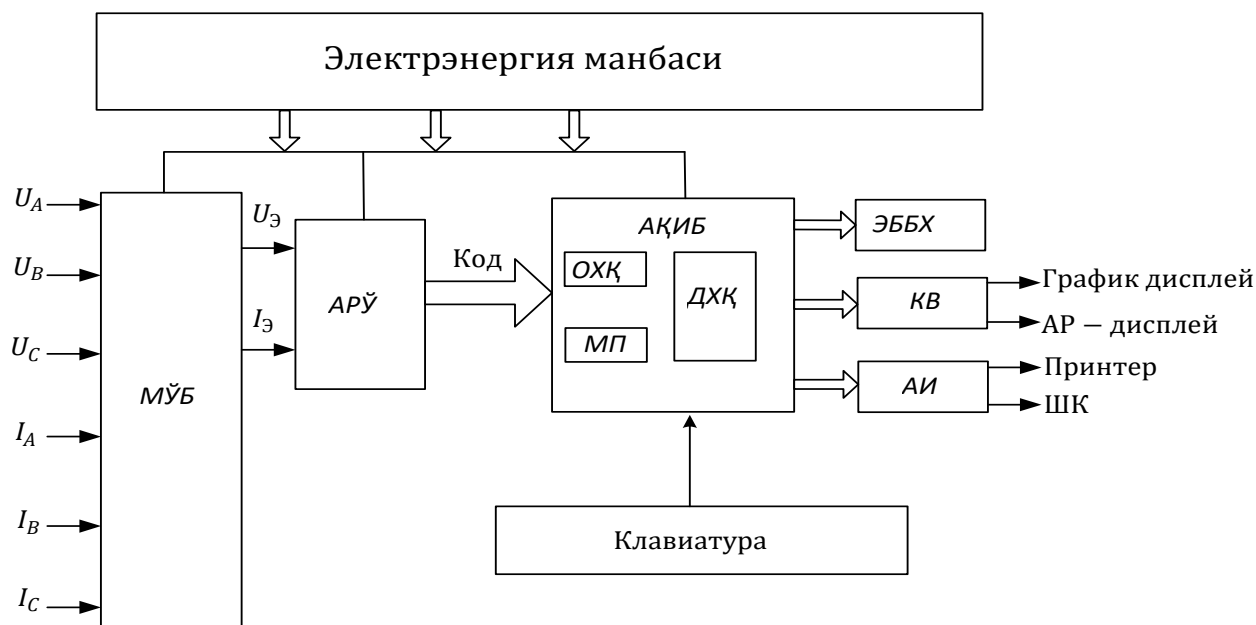 Электрэнергия манбаси
U_A
U_B
U_C
I_A
I_B
I_C
МЎБ
U_Э
I_Э
АРЎ
Код
АҚИБ
ОХҚ
ДХҚ
МП
ЭББХ
КВ
АИ
График дисплей
АР − дисплей
Принтер
ШК
Клавиатура